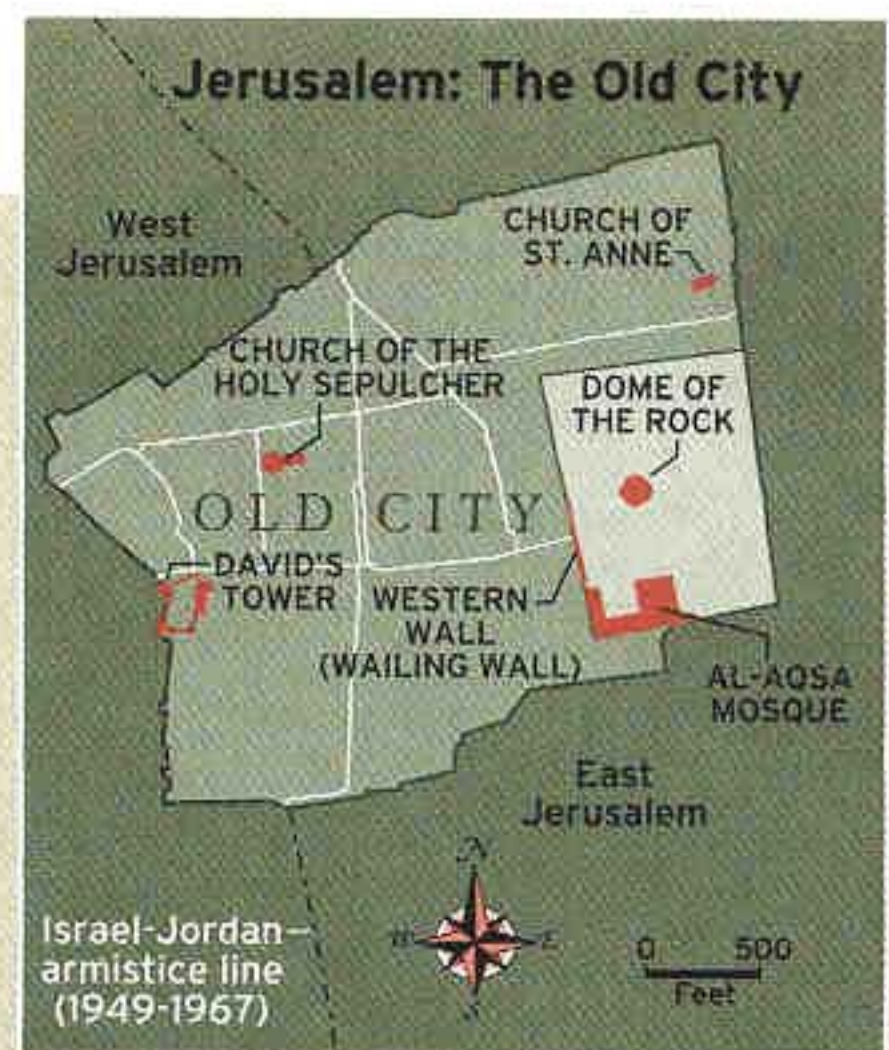 Jerusalem: The Old City
West
Jerusalem
CHURCH OF
ST. ANNE
CHURCH OF THE
HOLY SEPULCHER
DOME OF
THE ROCK
OLD CITY
DAVID'S
TOWER
WESTERN
WALL
(WAILING WALL)
AL-AQSA
MOSQUE
East
Jerusalem
N
W
E
S
Israel-Jordan
armistice line
(1949-1967)
0 500
Feet